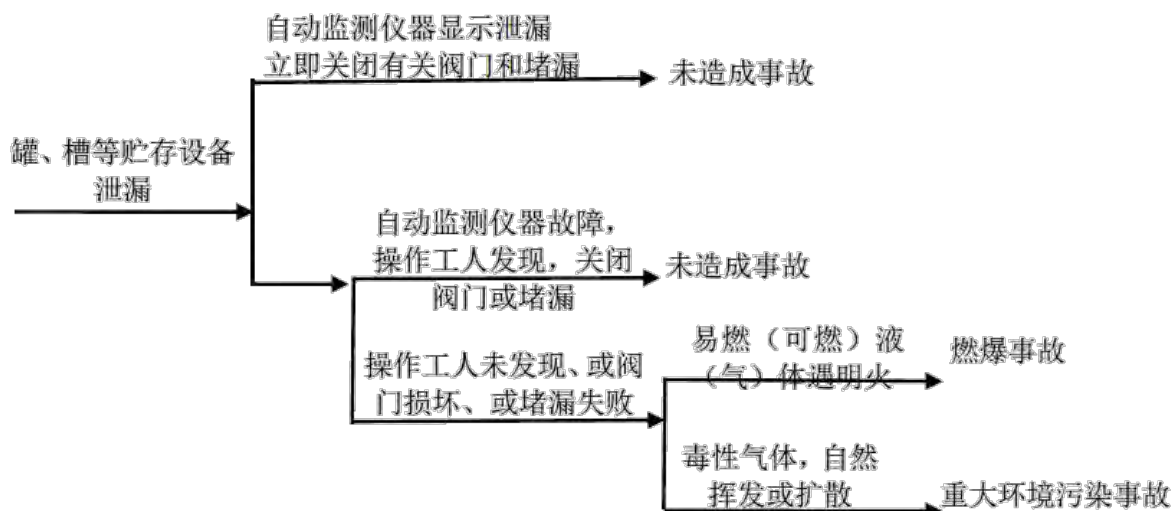 自动监测仪器显示泄漏
立即关闭有关阀门和堵漏
未造成事故
罐、槽等贮存设备
泄漏
自动监测仪器故障，
操作工人发现，关闭
阀门或堵漏
未造成事故
操作工人未发现、或阀
门损坏、或堵漏失败
易燃（可燃）液
（气）体遇明火
燃爆事故
毒性气体，自然
挥发或扩散
重大环境污染事故